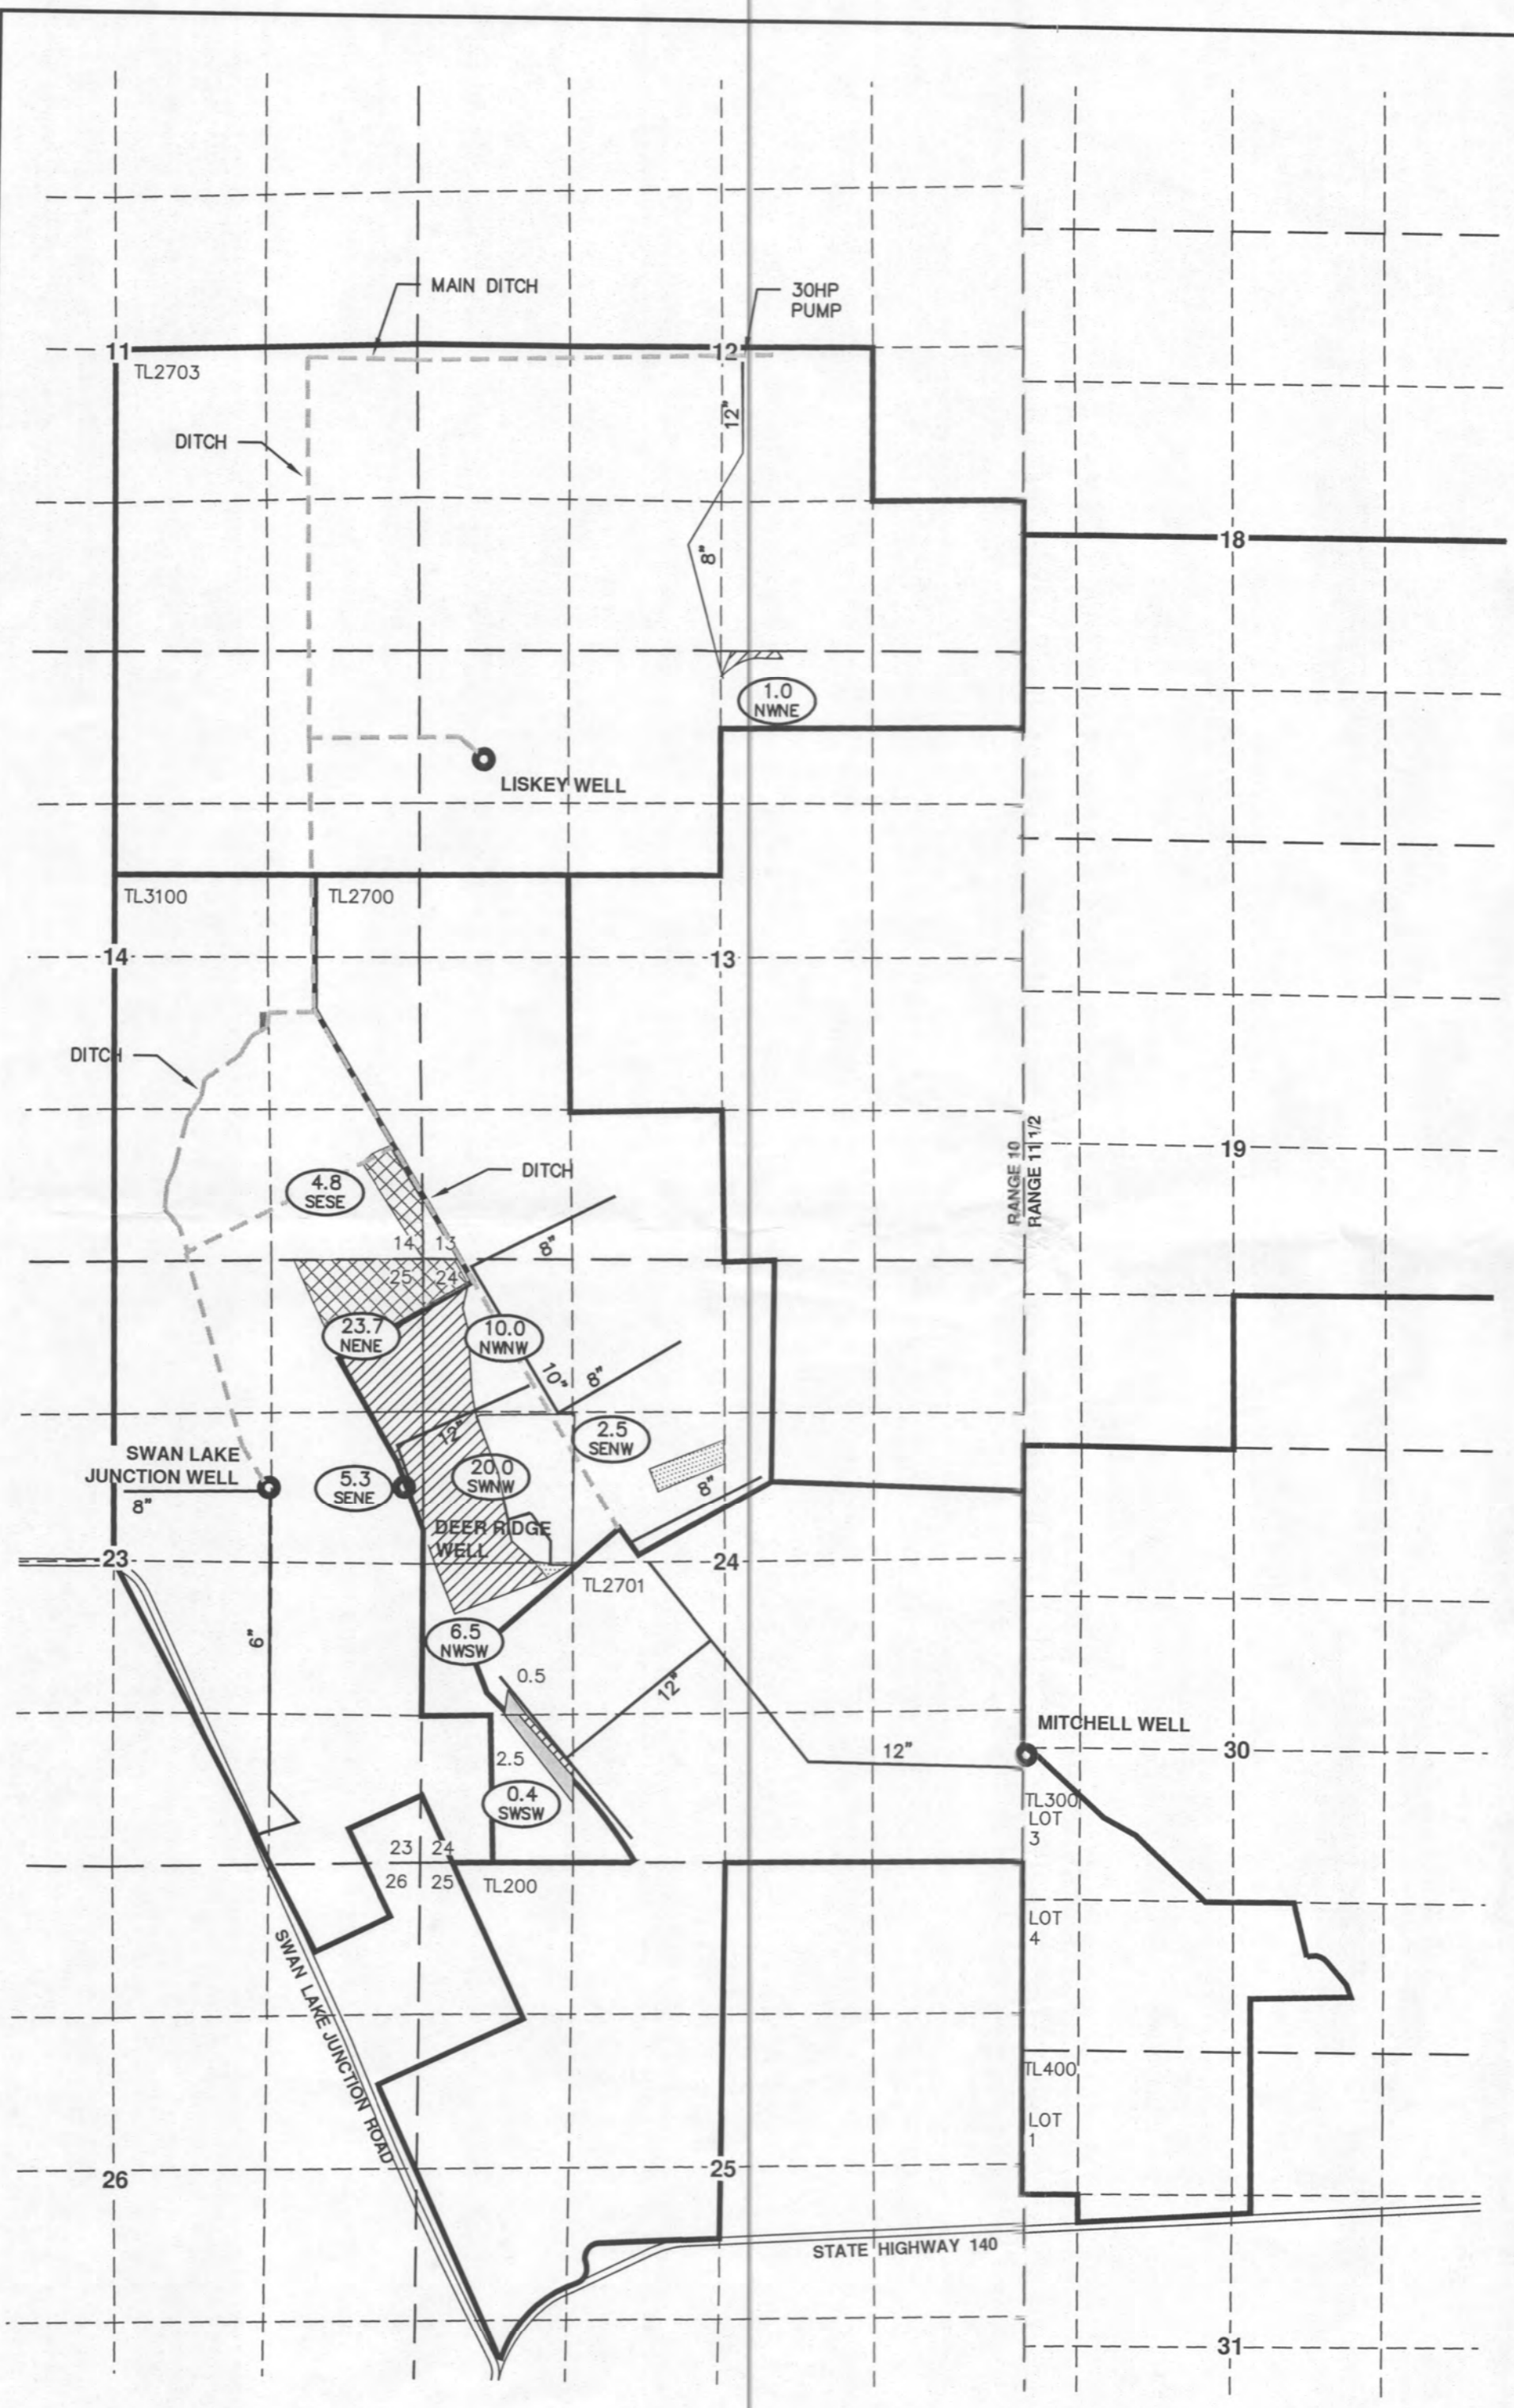 MAIN DITCH
30HP
PUMP
11
12
TL2703
12"
DITCH
18
8"
1.0
NWNE
LISKEY WELL
TL3100
TL2700
14
13
DITCH
RANGE 10
RANGE 11 1/2
19
DITCH
4.8
SESE
14 13
8"
25 24
23.7
NENE
10.0
NWNW
10"
8"
12"
2.5
SENW
SWAN LAKE
JUNCTION WELL
8"
5.3
SENE
20.0
SWNW
8"
DEER RIDGE
WELL
23
24
TL2701
6"
6.5
NWSW
0.5
12"
MITCHELL WELL
2.5
12"
30
0.4
SWSW
TL300
LOT
3
23 24
26 25
TL200
LOT
4
SWAN LAKE JUNCTION ROAD
TL400
LOT
1
26
25
STATE HIGHWAY 140
31